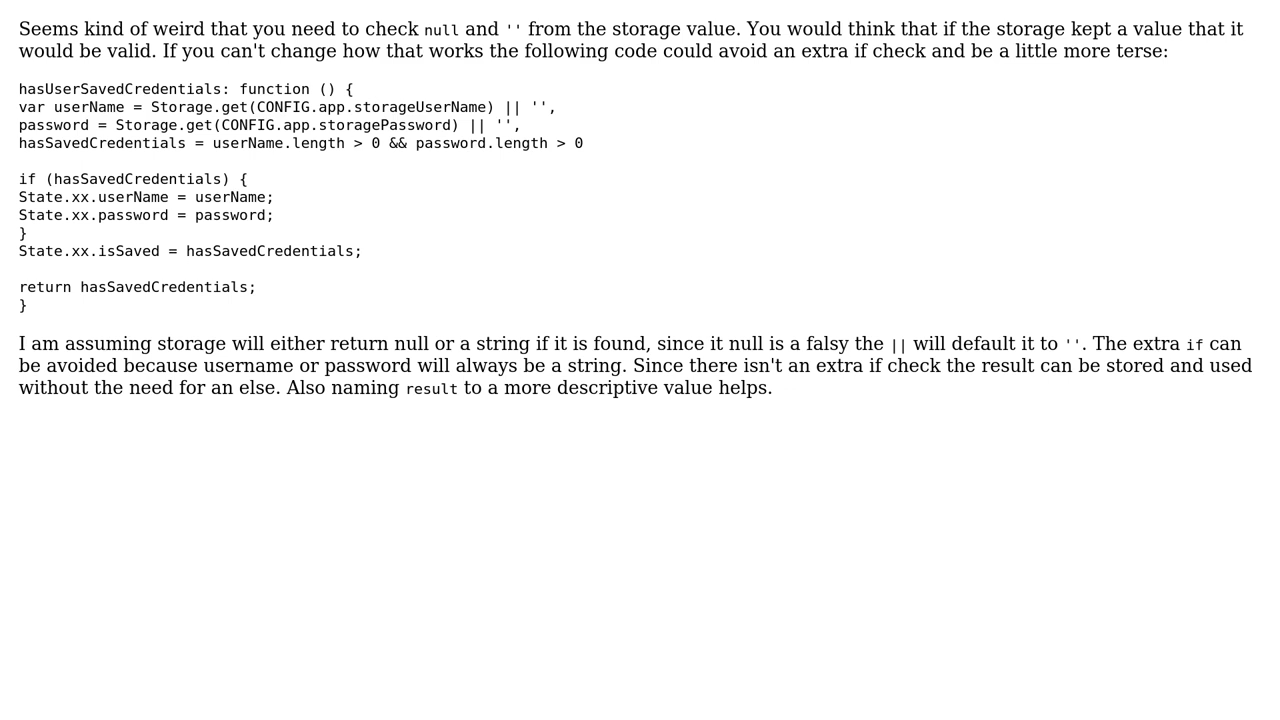 Seems kind of weird that you need to check null and '' from the storage value. You would think that if the storage kept a value that it
would be valid. If you can't change how that works the following code could avoid an extra if check and be a little more terse:
hasUserSavedCredentials: function () {
var userName = Storage.get(CONFIG.app.storageUserName) || '',
password = Storage.get(CONFIG.app.storagePassword) || '',
hasSavedCredentials = userName.length > 0 && password.length > 0
if (hasSavedCredentials) {
State.xx.userName = userName;
State.xx.password = password;
}
State.xx.isSaved = hasSavedCredentials;
return hasSavedCredentials;
}
I am assuming storage will either return null or a string if it is found, since it null is a falsy the || will default it to ''. The extra if can
be avoided because username or password will always be a string. Since there isn't an extra if check the result can be stored and used
without the need for an else. Also naming result to a more descriptive value helps.